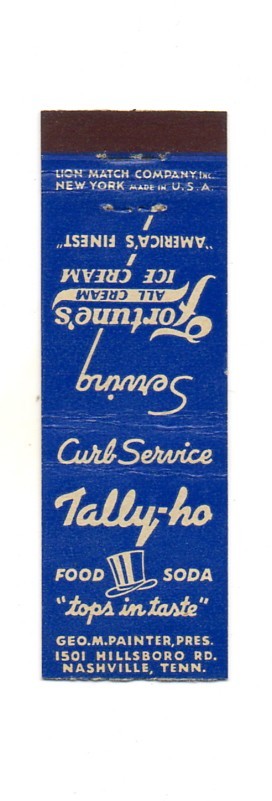 LION MATCH COMPANY, INC.
NEW YORK MADE IN U.S.A.
Serving
Fortune's
ALL CREAM
ICE CREAM
"AMERICA'S FINEST"
Curb Service
Tally-ho
FOOD SODA
"tops in taste"
GEO.M.PAINTER, PRES.
1501 HILLSBORO RD.
NASHVILLE, TENN.